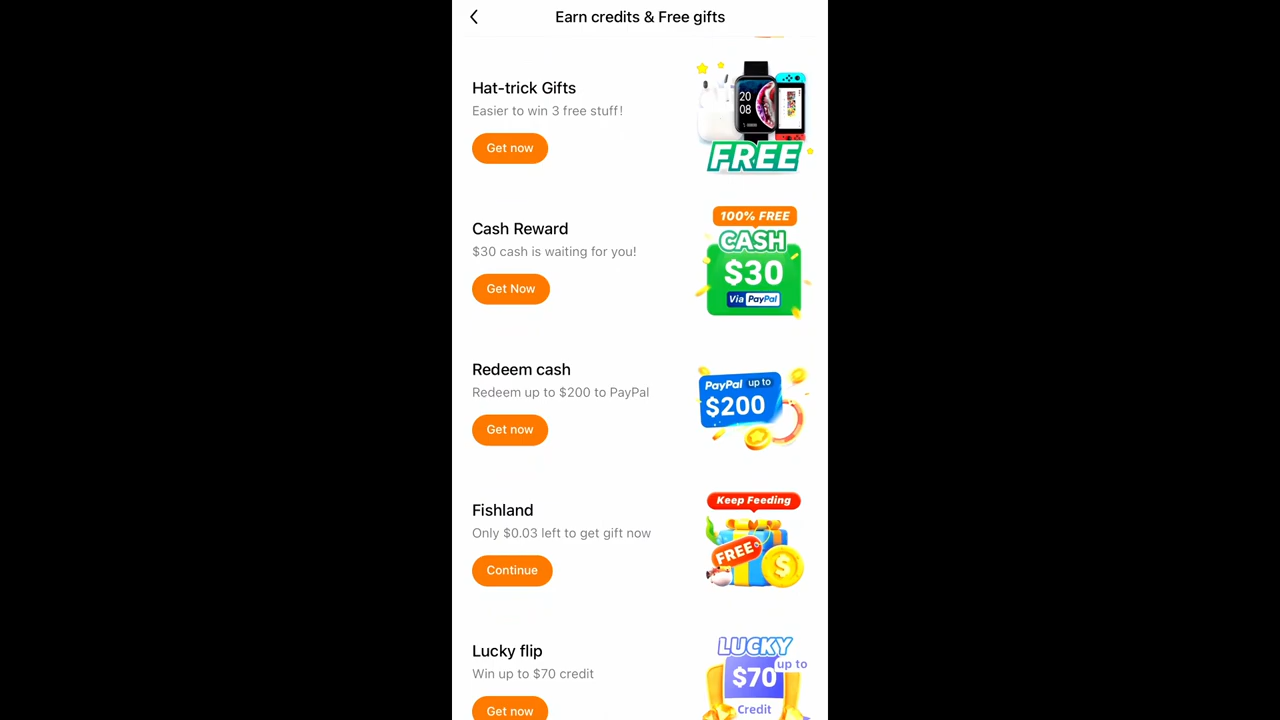 Earn credits & Free gifts
Hat-trick Gifts
Easier to win 3 free stuff!
Get now
20
08
FREE
Cash Reward
$30 cash is waiting for you!
Get Now
100% FREE
CASH
$30
Via PayPal
Redeem cash
Redeem up to $200 to PayPal
Get now
PayPal up to
$200
Fishland
Only $0.03 left to get gift now
Continue
Keep Feeding
FREE
$
Lucky flip
Win up to $70 credit
Get now
LUCKY
up to
$70
Credit